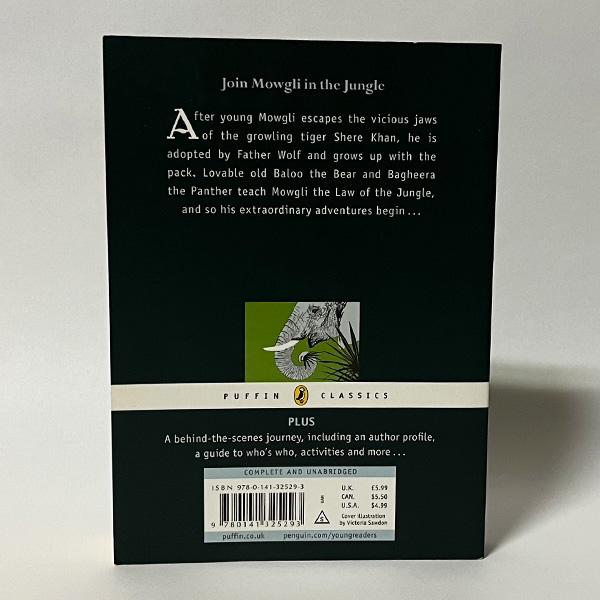 Join Mowgli in the Jungle
After young Mowgli escapes the vicious jaws
of the growling tiger Shere Khan, he is
adopted by Father Wolf and grows up with the
pack. Lovable old Baloo the Bear and Bagheera
the Panther teach Mowgli the Law of the Jungle,
and so his extraordinary adventures begin...
PUFFIN CLASSICS
PLUS
A behind-the-scenes journey, including an author profile,
a guide to who's who, activities and more...
COMPLETE AND UNABRIDGED
ISBN 978-0-141-32529-3
U.K. £5.99
CAN. $5.50
U.S.A. $4.99
Cover illustration
by Victoria Sawdon
9 780141 325293
puffin.co.uk penguin.com/youngreaders